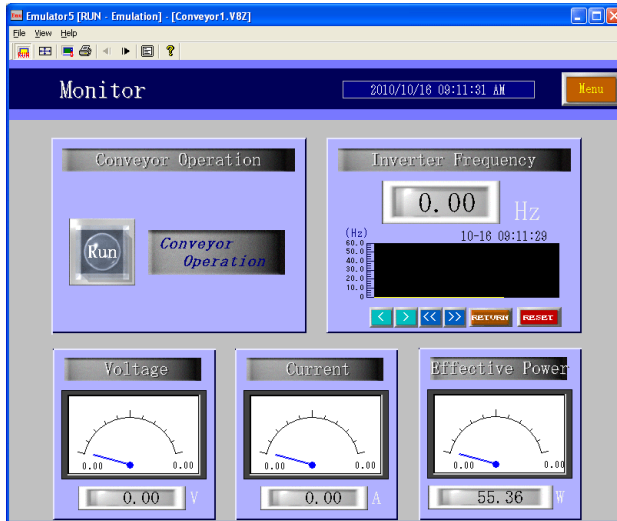 Emulator5 [RUN - Emulation] - [Conveyor1.V8Z]
File View Help
RUN
Monitor
2010/10/16 09:11:31 AM
Menu
Conveyor Operation
Run
Conveyor
Operation
Inverter Frequency
0.00
Hz
(Hz)
10-16 09:11:29
60.0
50.0
40.0
30.0
20.0
10.0
0
< > << >> RETURN RESET
Voltage
0.00 0.00
0.00 V
Current
0.00 0.00
0.00 A
Effective Power
0.00 0.00
55.36 W